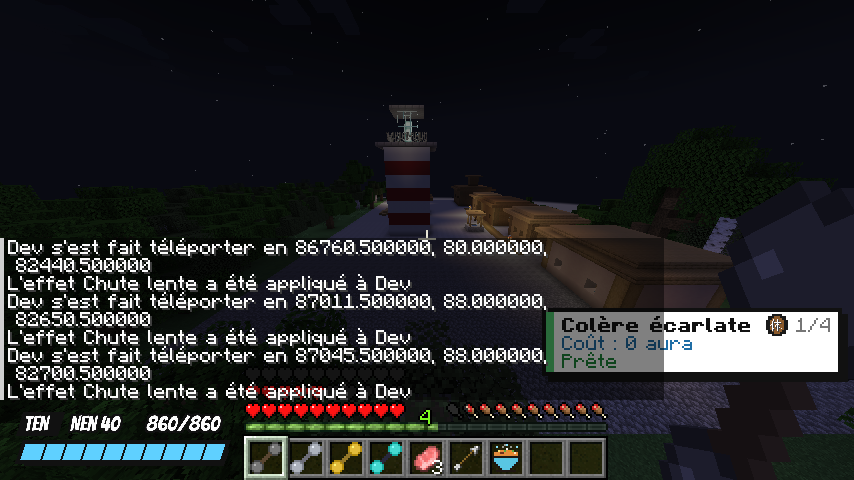 Dev s'est fait téléporter en 86760.500000, 80.000000,
82440.500000
L'effet Chute lente a été appliqué à Dev
Dev s'est fait téléporter en 87011.500000, 88.000000,
82650.500000
L'effet Chute lente a été appliqué à Dev
Dev s'est fait téléporter en 87045.500000, 88.000000,
82700.500000
L'effet Chute lente a été appliqué à Dev
Colère écarlate 1/4
Coût : 0 aura
Prête
TEN NEN 40 860/860
4
3